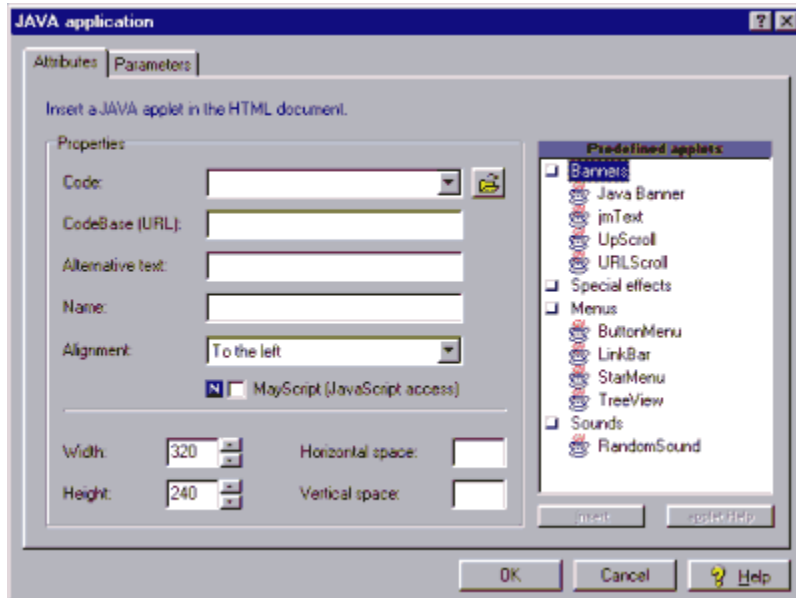 JAVA application
Attributes Parameters
Insert a JAVA applet in the HTML document.
Properties
Code:
CodeBase (URL):
Alternative text:
Name:
Alignment: To the left
N MayScript (JavaScript access)
Width: 320 Horizontal space:
Height: 240 Vertical space:
Predefined applets
Banners
Java Banner
jmText
UpScroll
URLScroll
Special effects
Menus
ButtonMenu
LinkBar
StarMenu
TreeView
Sounds
RandomSound
Insert applet Help
OK Cancel Help